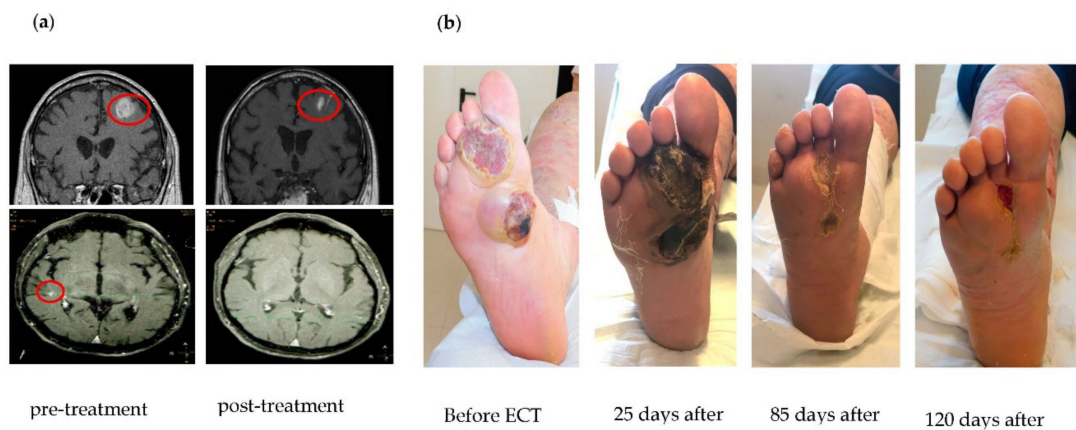 (a)
(b)
pre-treatment
post-treatment
Before ECT
25 days after
85 days after
120 days after